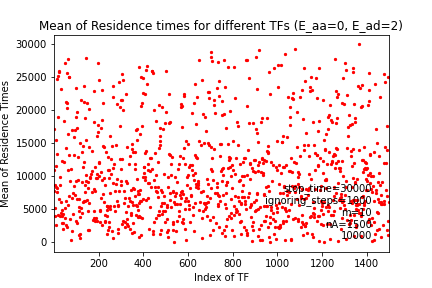 Mean of Residence times for different TFs (E_aa=0, E_ad=2)
Mean of Residence Times
30000
25000
20000
15000
10000
5000
0
stop_time=30000
ignoring_steps=1000
m=10
nA=1500
10000
200
400
600
800
1000
1200
1400
Index of TF